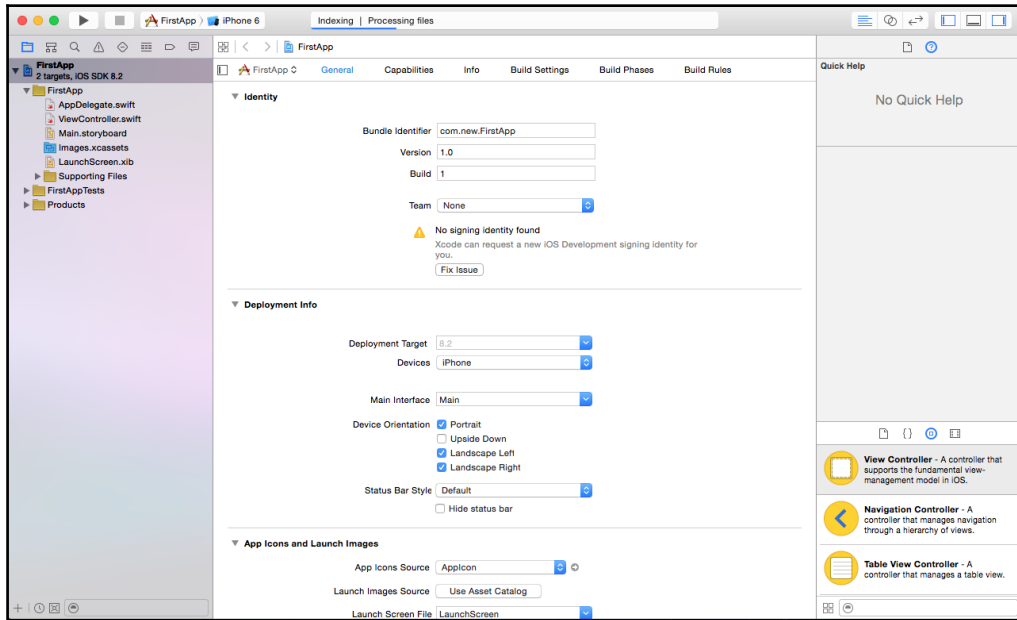 FirstApp
iPhone 6
Indexing | Processing files
FirstApp
2 targets, iOS SDK 8.2
FirstApp
AppDelegate.swift
ViewController.swift
Main.storyboard
Images.xcassets
LaunchScreen.xib
Supporting Files
FirstAppTests
Products
FirstApp
FirstApp
General
Capabilities
Info
Build Settings
Build Phases
Build Rules
Identity
Bundle Identifier com.new.FirstApp
Version 1.0
Build 1
Team None
No signing identity found
Xcode can request a new iOS Development signing identity for
you.
Fix Issue
Deployment Info
Deployment Target 8.2
Devices iPhone
Main Interface Main
Device Orientation Portrait
Upside Down
Landscape Left
Landscape Right
Status Bar Style Default
Hide status bar
App Icons and Launch Images
App Icons Source AppIcon
Launch Images Source Use Asset Catalog
Launch Screen File LaunchScreen
Quick Help
No Quick Help
View Controller - A controller that
supports the fundamental view-
management model in iOS.
Navigation Controller - A
controller that manages navigation
through a hierarchy of views.
Table View Controller - A
controller that manages a table view.